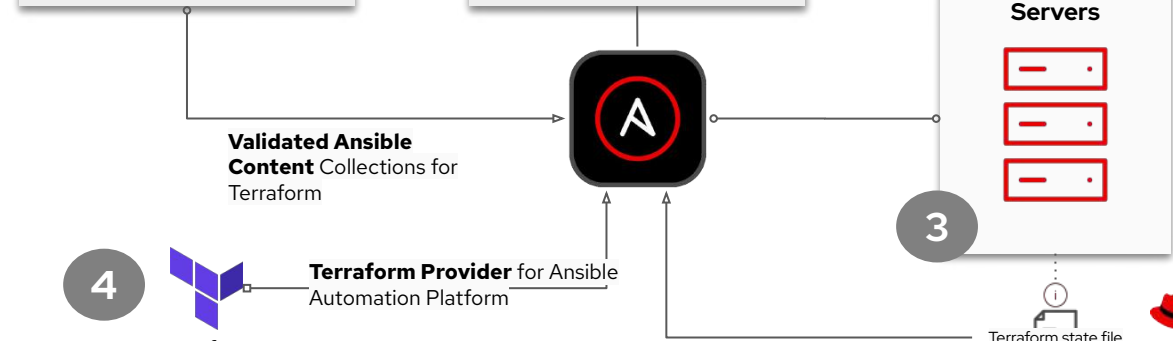 Servers
Validated Ansible
Content Collections for
Terraform
3
4
Terraform Provider for Ansible
Automation Platform
i
Terraform state file